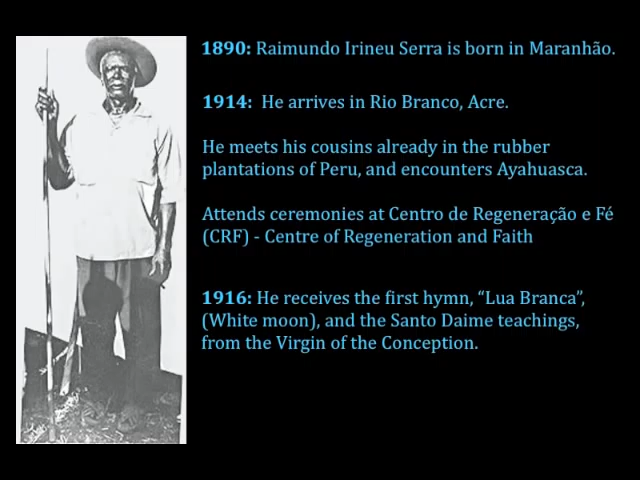 1890: Raimundo Irineu Serra is born in Maranhão.
1914: He arrives in Rio Branco, Acre.
He meets his cousins already in the rubber
plantations of Peru, and encounters Ayahuasca.
Attends ceremonies at Centro de Regeneração e Fé
(CRF) - Centre of Regeneration and Faith
1916: He receives the first hymn, “Lua Branca”,
(White moon), and the Santo Daime teachings,
from the Virgin of the Conception.